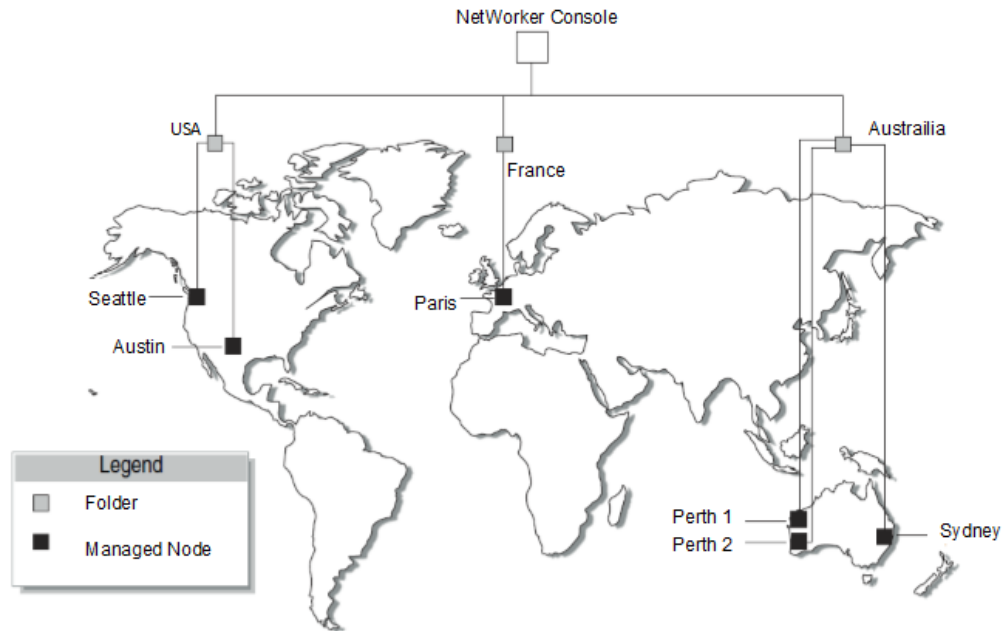 NetWorker Console
USA
France
Austrailia
Seattle
Paris
Austin
Legend
Folder
Managed Node
Perth 1
Perth 2
Sydney